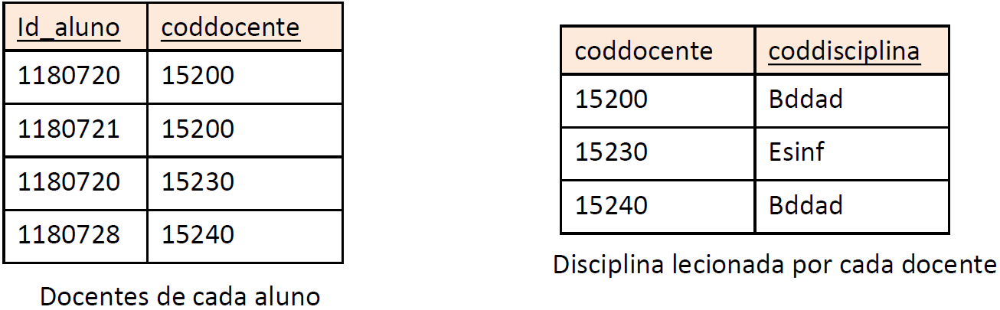 Id_aluno coddocente
1180720 15200
1180721 15200
1180720 15230
1180728 15240
Docentes de cada aluno
coddocente coddisciplina
15200 Bddad
15230 Esinf
15240 Bddad
Disciplina lecionada por cada docente